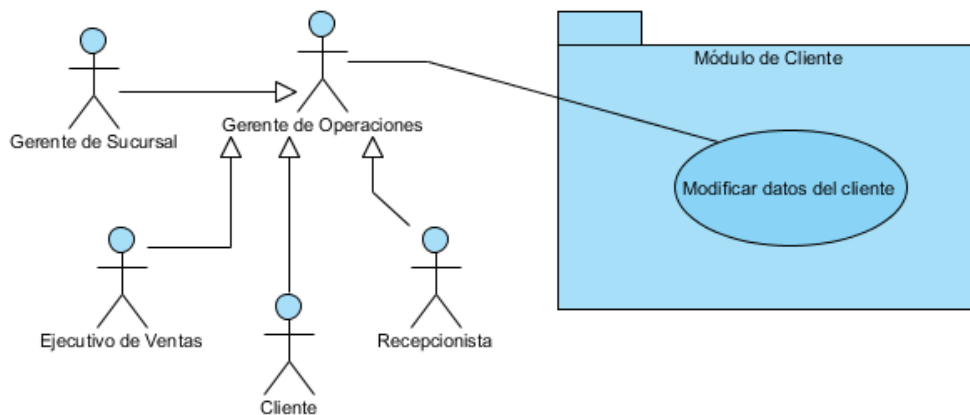 Módulo de Cliente
Gerente de Operaciones
Gerente de Sucursal
Modificar datos del cliente
Ejecutivo de Ventas
Recepcionista
Cliente